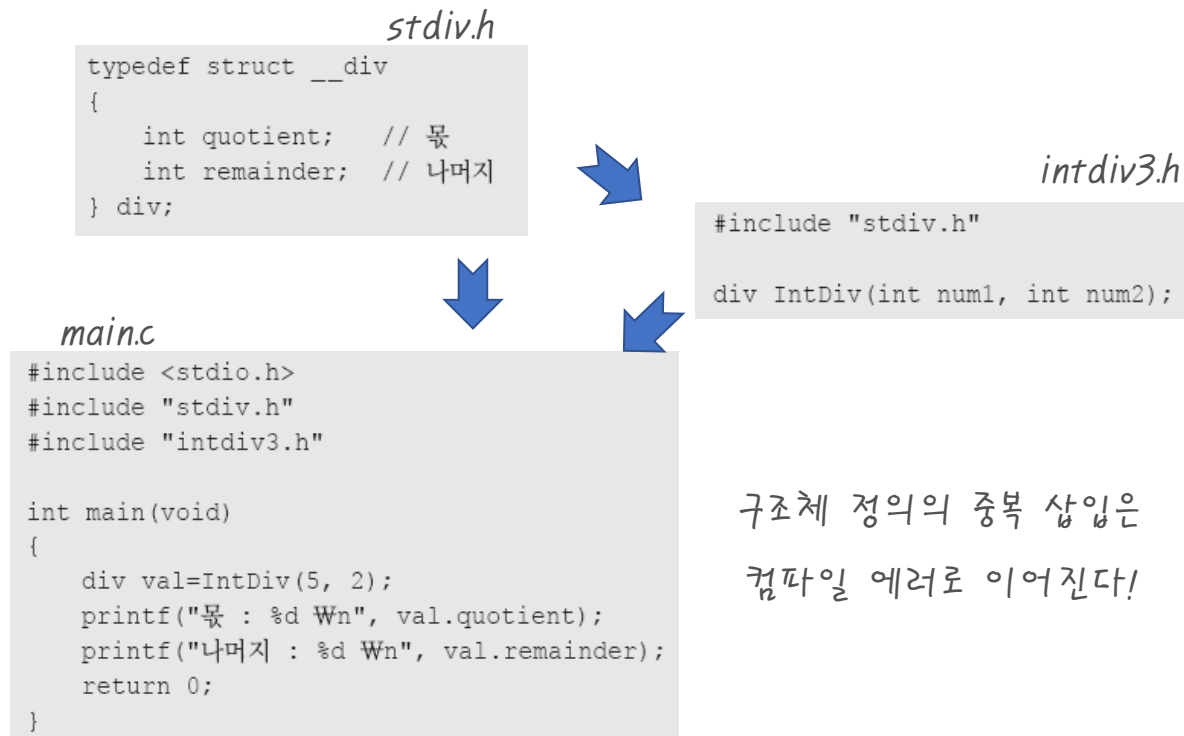 stdiv.h
typedef struct __div
{
    int quotient;   // 몫
    int remainder;  // 나머지
} div;
intdiv3.h
#include "stdiv.h"
div IntDiv(int num1, int num2);
main.c
#include <stdio.h>
#include "stdiv.h"
#include "intdiv3.h"
int main(void)
{
    div val=IntDiv(5, 2);
    printf("몫 : %d ₩n", val.quotient);
    printf("나머지 : %d ₩n", val.remainder);
    return 0;
}
구조체 정의의 중복 삽입은
컴파일 에러로 이어진다!